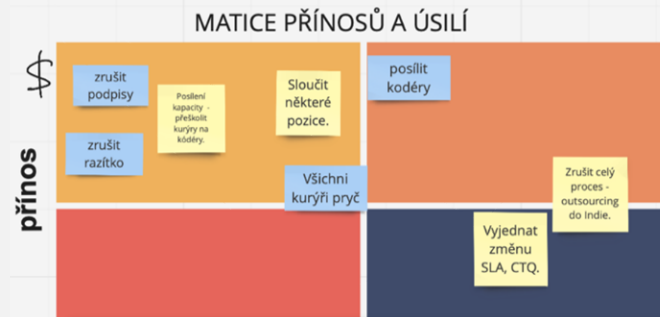 MATICE PŘÍNOSŮ A ÚSILÍ
$
přínos
zrušit
podpisy
Posílení
kapacity -
přeškolit
kurýry na
kódéry.
Sloučit
některé
pozice.
posílit
kodéry
zrušit
razítko
Všichni
kurýři pryč
Zrušit celý
proces -
outsourcing
do Indie.
Vyjednat
změnu
SLA, CTQ.